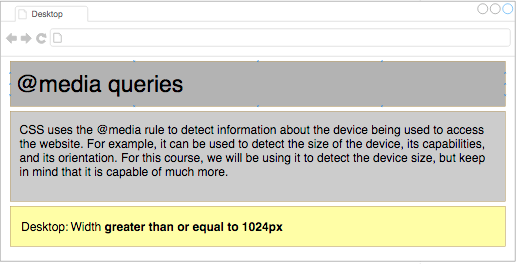 Desktop
@media queries
CSS uses the @media rule to detect information about the device being used to access
the website. For example, it can be used to detect the size of the device, its capabilities,
and its orientation. For this course, we will be using it to detect the device size, but keep
in mind that it is capable of much more.
Desktop: Width greater than or equal to 1024px